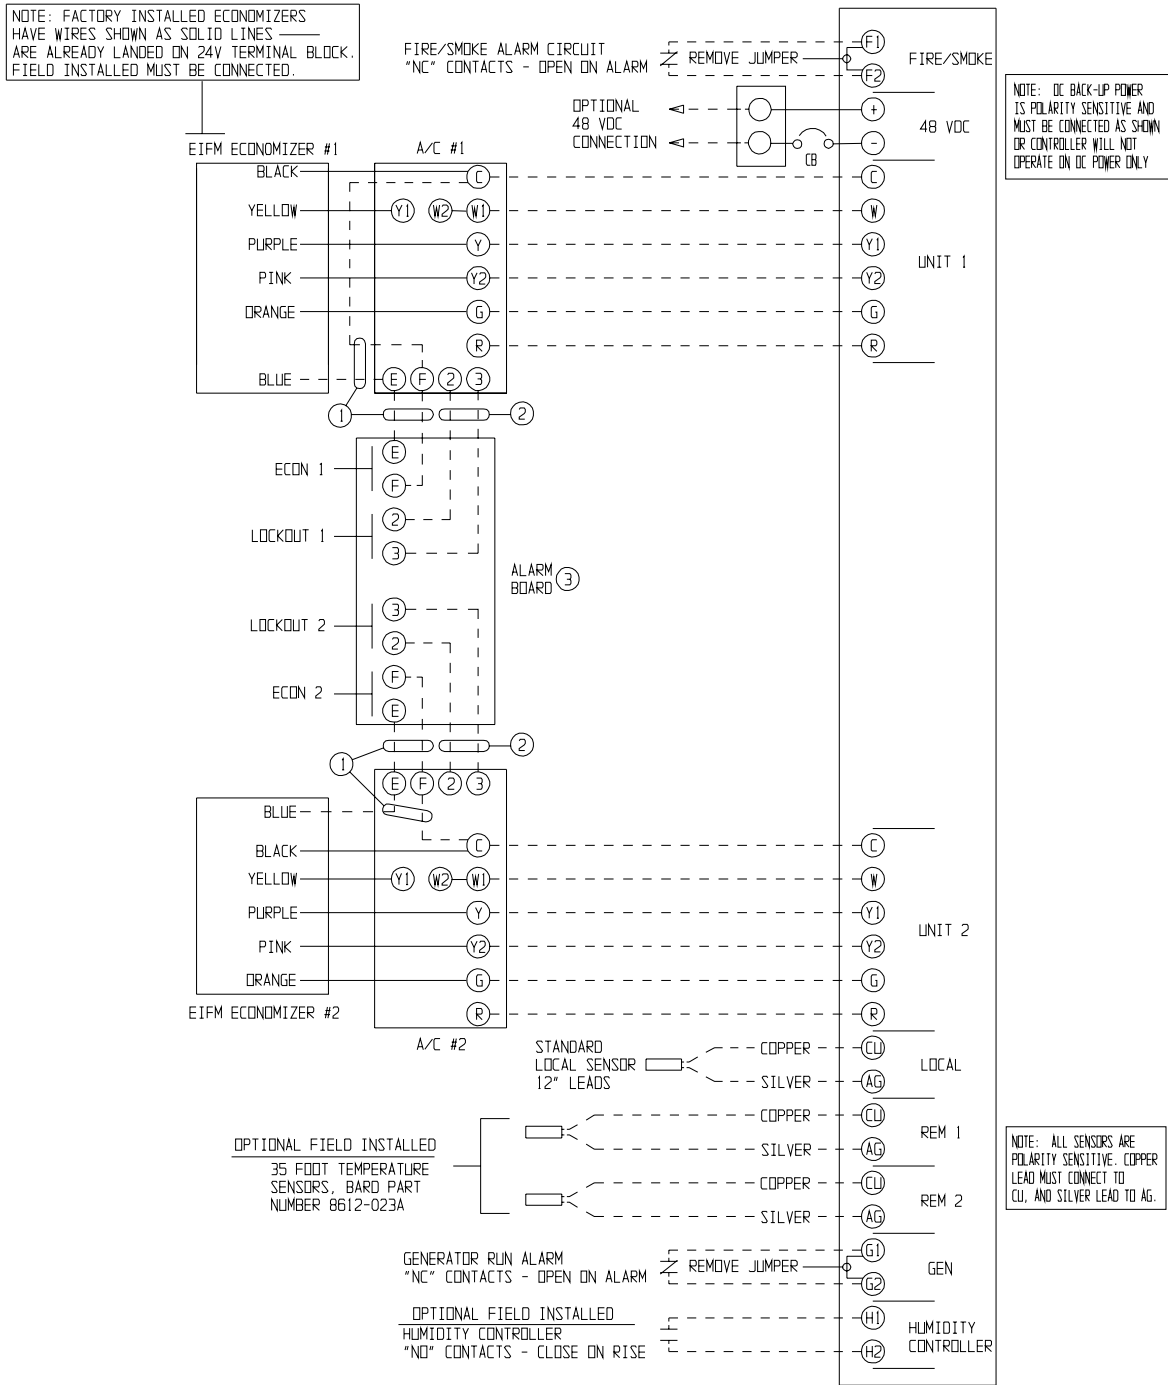 NOTE: FACTORY INSTALLED ECONOMIZERS
HAVE WIRES SHOWN AS SOLID LINES
ARE ALREADY LANDED ON 24V TERMINAL BLOCK.
FIELD INSTALLED MUST BE CONNECTED.
FIRE/SMOKE ALARM CIRCUIT
"NC" CONTACTS - OPEN ON ALARM
REMOVE JUMPER
F1
F2
FIRE/SMOKE
OPTIONAL
48 VDC
CONNECTION
CB
+
-
48 VDC
NOTE: DC BACK-UP POWER
IS POLARITY SENSITIVE AND
MUST BE CONNECTED AS SHOWN
OR CONTROLLER WILL NOT
OPERATE ON DC POWER ONLY
EIFM ECONOMIZER #1
A/C #1
BLACK
C
C
YELLOW
Y1
W2
W1
W
PURPLE
Y
Y1
UNIT 1
PINK
Y2
Y2
ORANGE
G
G
R
R
BLUE
E
F
2
3
1
2
ECON 1
E
F
LOCKOUT 1
2
3
ALARM
BOARD
3
LOCKOUT 2
3
2
ECON 2
F
E
1
2
E
F
2
3
BLUE
BLACK
C
C
YELLOW
Y1
W2
W1
W
PURPLE
Y
Y1
UNIT 2
PINK
Y2
Y2
ORANGE
G
G
EIFM ECONOMIZER #2
R
R
A/C #2
STANDARD
LOCAL SENSOR
12" LEADS
COPPER
CU
SILVER
AG
LOCAL
COPPER
CU
SILVER
AG
REM 1
OPTIONAL FIELD INSTALLED
35 FOOT TEMPERATURE
SENSORS, BARD PART
NUMBER 8612-023A
COPPER
CU
SILVER
AG
REM 2
NOTE: ALL SENSORS ARE
POLARITY SENSITIVE. COPPER
LEAD MUST CONNECT TO
CU, AND SILVER LEAD TO AG.
GENERATOR RUN ALARM
"NC" CONTACTS - OPEN ON ALARM
REMOVE JUMPER
G1
G2
GEN
OPTIONAL FIELD INSTALLED
HUMIDITY CONTROLLER
"NO" CONTACTS - CLOSE ON RISE
H1
H2
HUMIDITY
CONTROLLER